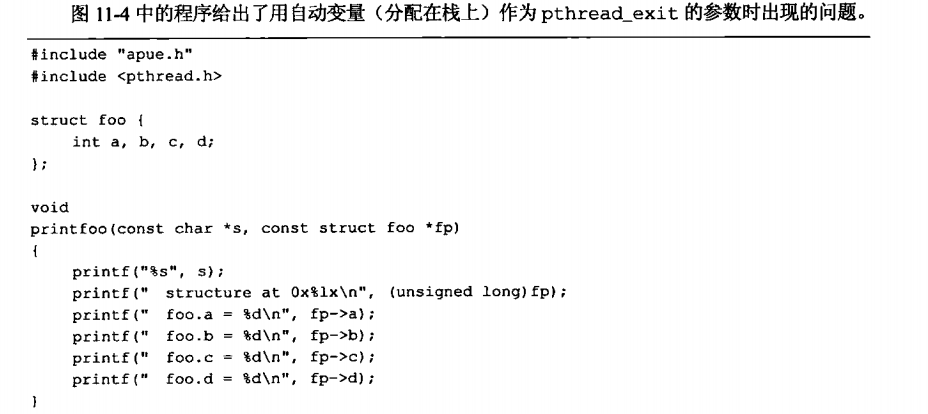 图 11-4 中的程序给出了用自动变量（分配在栈上）作为 pthread_exit 的参数时出现的问题。
#include "apue.h"
#include <pthread.h>
struct foo {
int a, b, c, d;
};
void
printfoo(const char *s, const struct foo *fp)
{
printf("%s", s);
printf(" structure at 0x%lx\n", (unsigned long)fp);
printf(" foo.a = %d\n", fp->a);
printf(" foo.b = %d\n", fp->b);
printf(" foo.c = %d\n", fp->c);
printf(" foo.d = %d\n", fp->d);
}